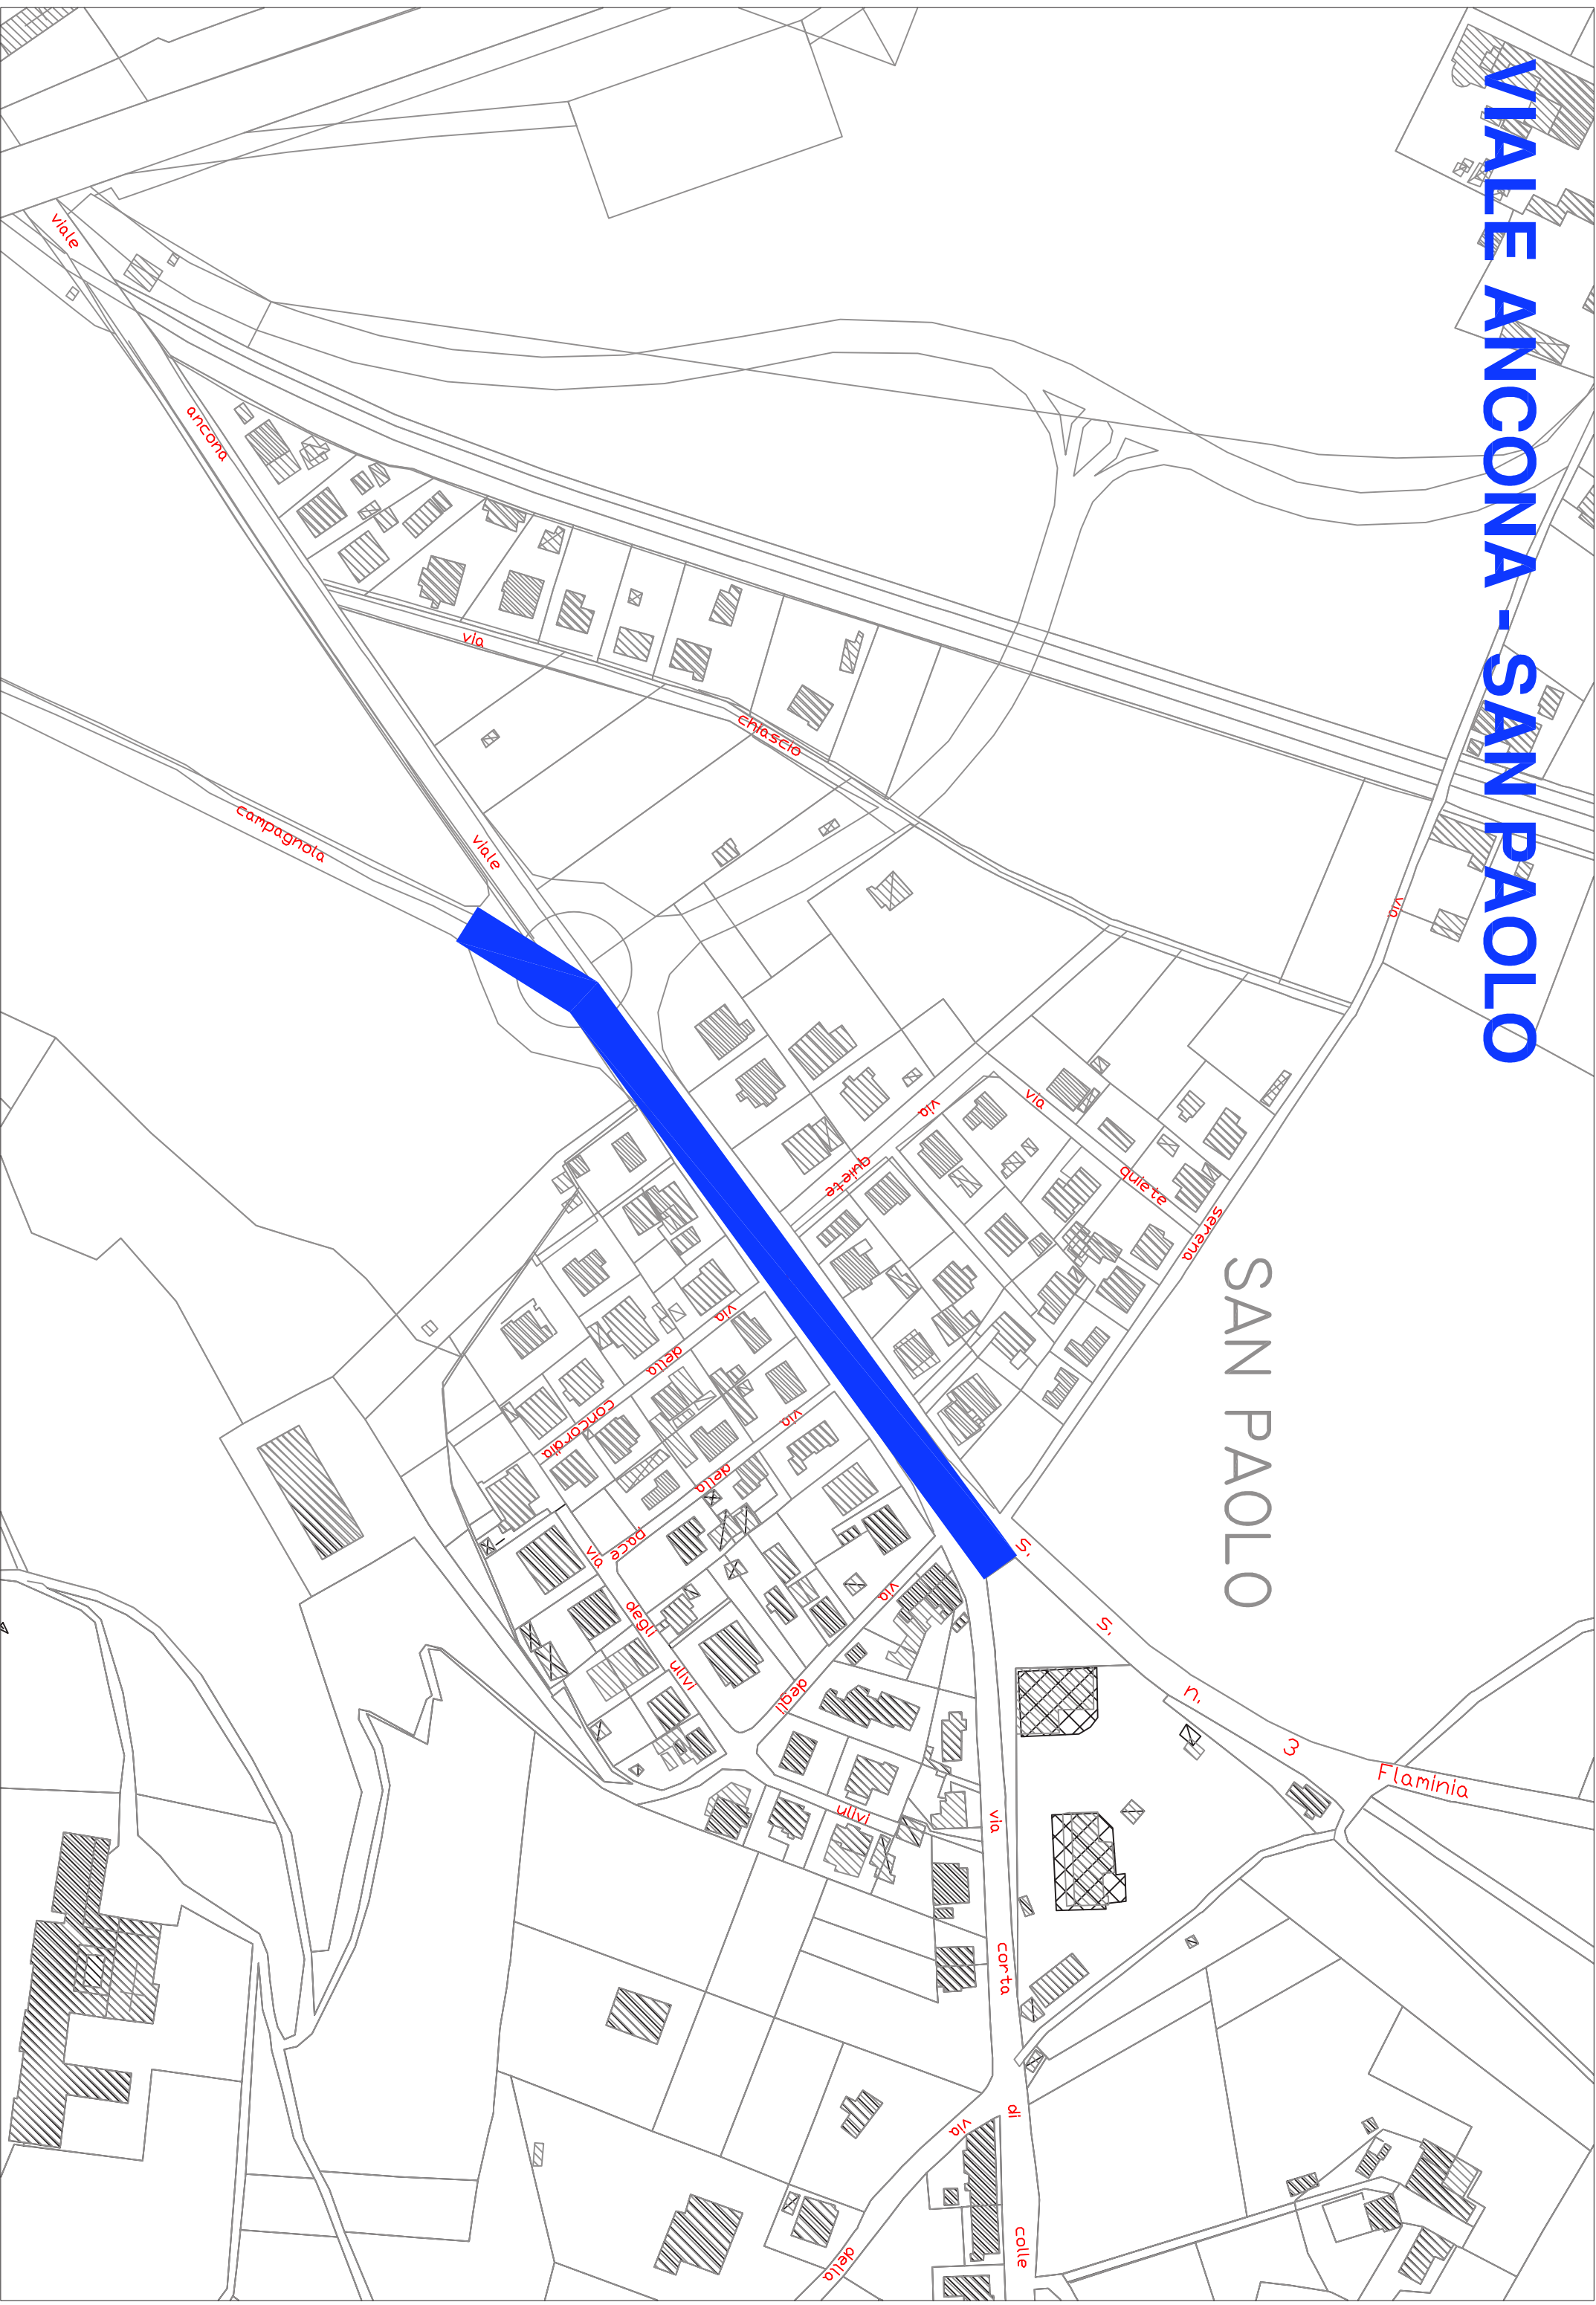 VIALE ANCONA - SAN PAOLO
SAN PAOLO
viale
ancona
via
chiascio
campagnola
viale
via
serena
via
quiete
via
quiete
via
della
concordia
via
della
pace
via
degli
ulivi
via
degli
ulivi
S.
S.
n.
3
Flaminia
via
corta
di
colle
via
della